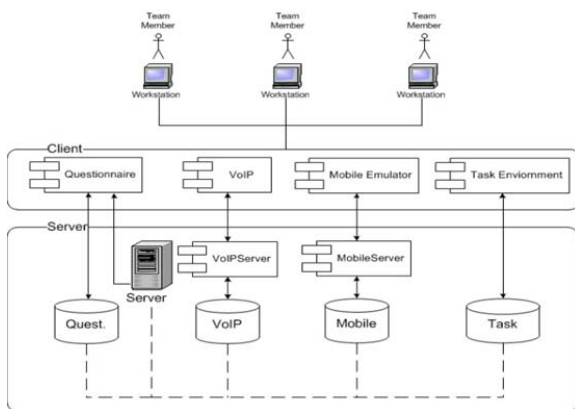 Team
Member
Team
Member
Team
Member
Workstation
Workstation
Workstation
Client
Questionnaire
VoIP
Mobile Emulator
Task Enviornment
Server
VoIPServer
MobileServer
Server
Quest.
VoIP
Mobile
Task